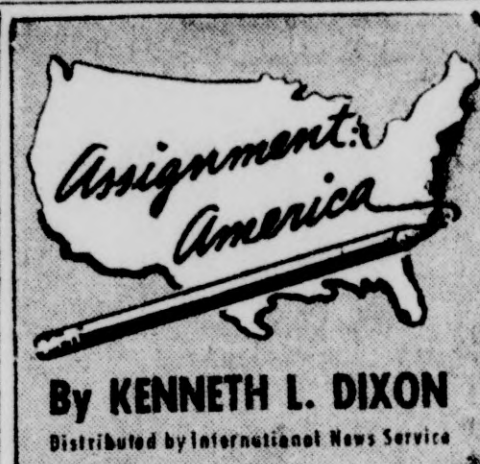 Assignment:
America
By KENNETH L. DIXON
Distributed by International News Service